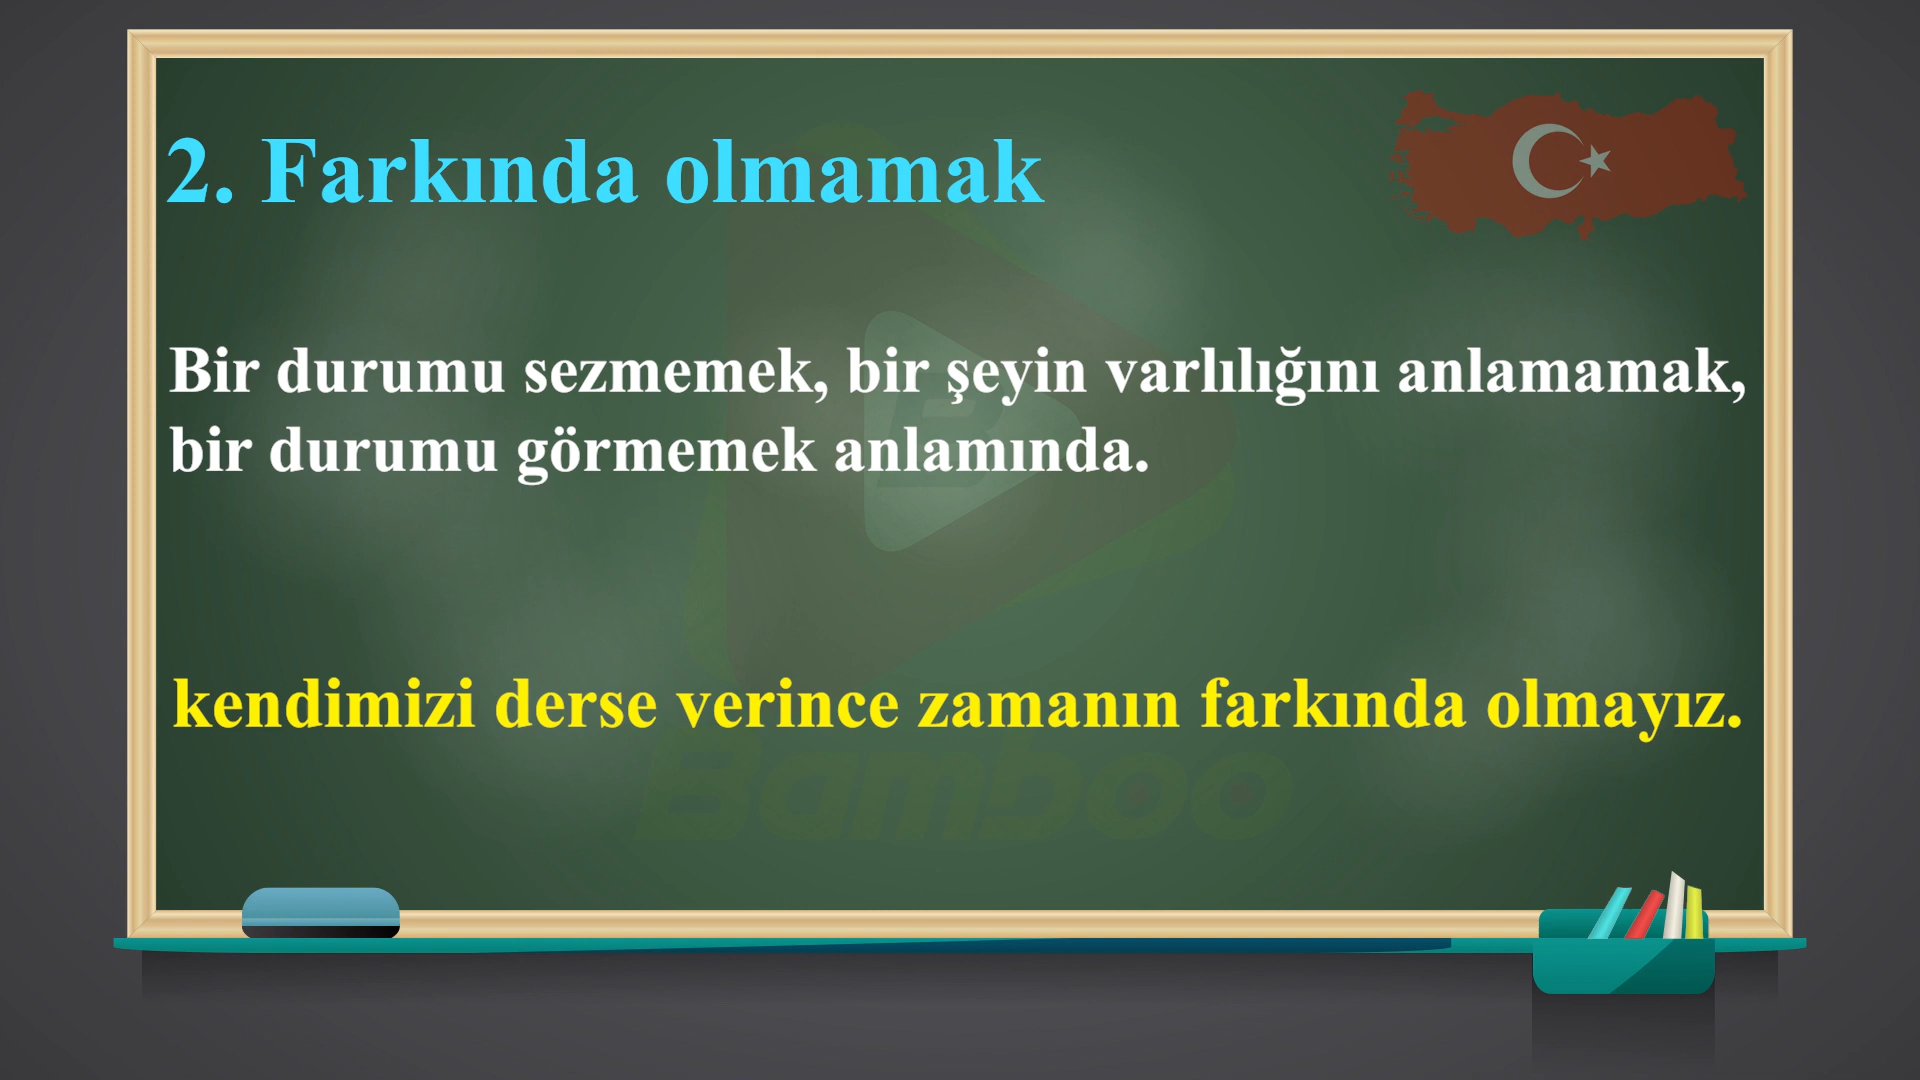 2. Farkında olmamak
Bir durumu sezmemek, bir şeyin varlılığını anlamamak,
bir durumu görmemek anlamında.
kendimizi derse verince zamanın farkında olmayız.
B
Bamboo